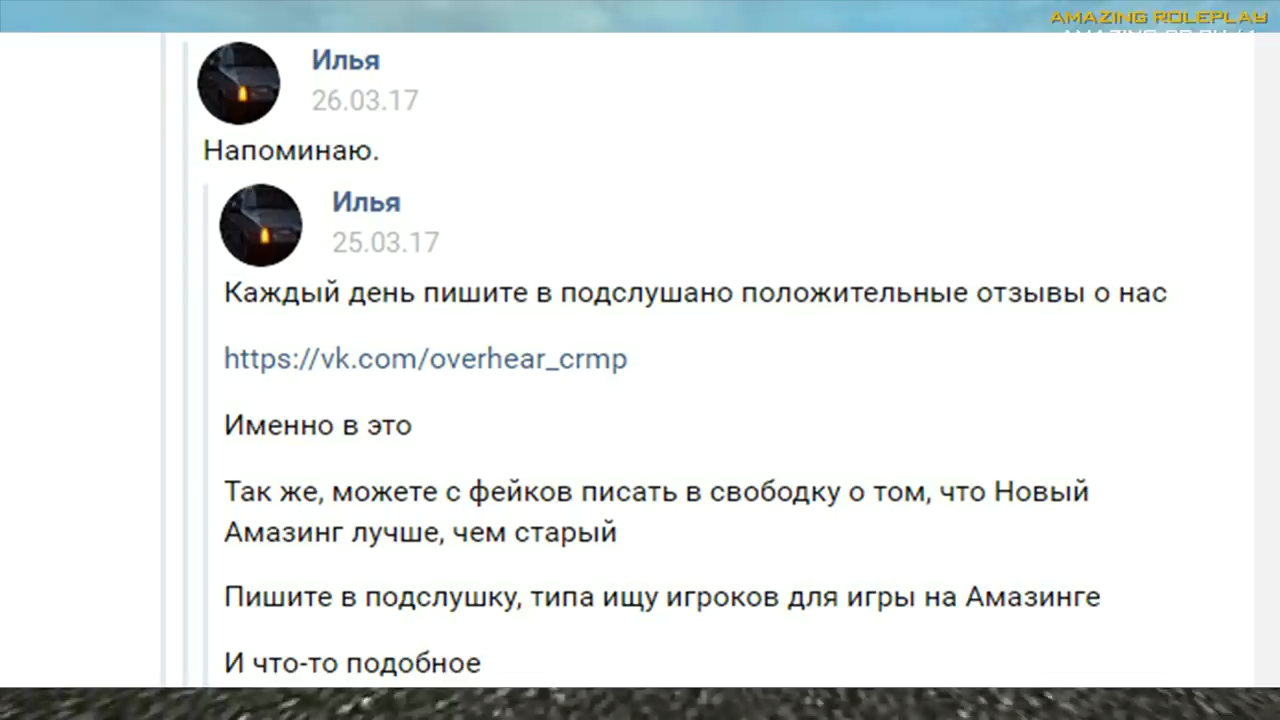 AMAZING ROLEPLAY
Илья
26.03.17
Напоминаю.
Илья
25.03.17
Каждый день пишите в подслушано положительные отзывы о нас
https://vk.com/overhear_crmp
Именно в это
Так же, можете с фейков писать в свободку о том, что Новый
Амазинг лучше, чем старый
Пишите в подслушку, типа ищу игроков для игры на Амазинге
И что-то подобное